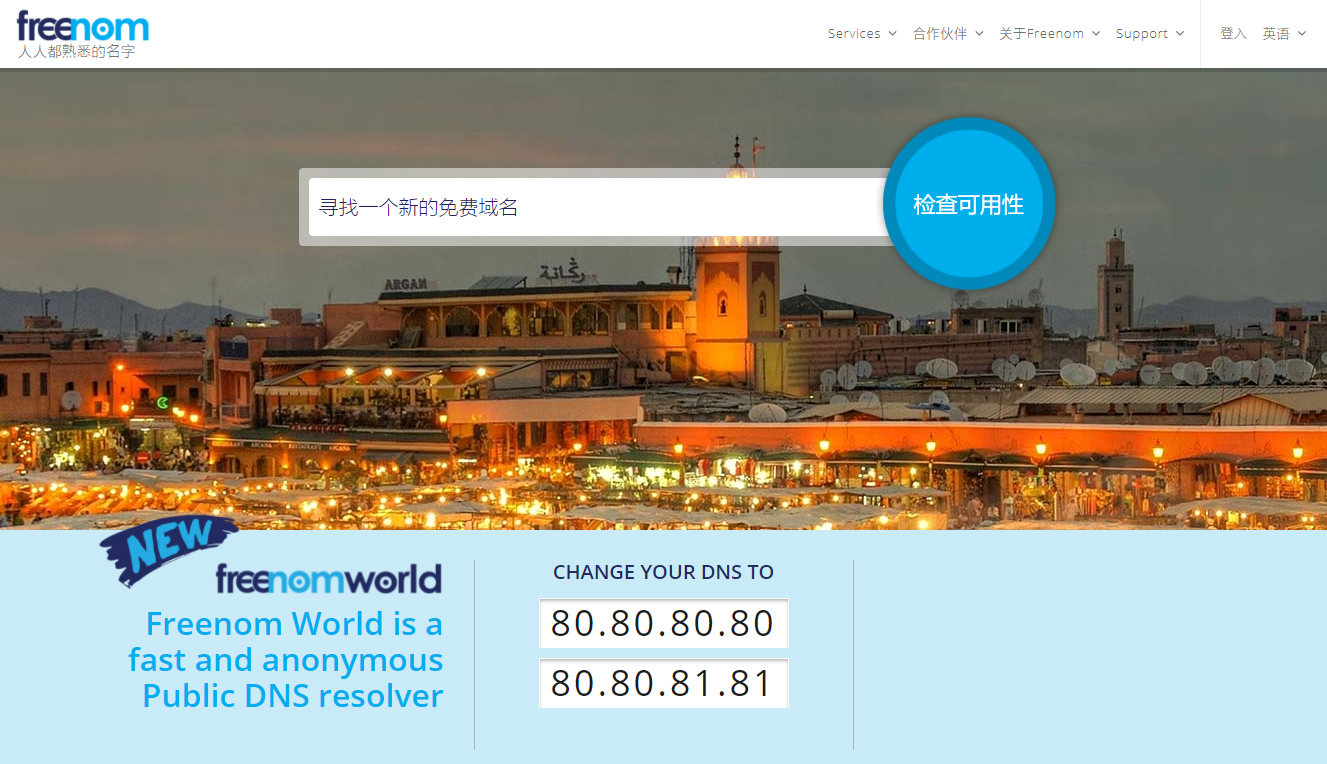 freenom
人人都熟悉的名字
Services
合作伙伴
关于Freenom
Support
登入
英语
寻找一个新的免费域名
检查可用性
ARGAN
رڭانة
RESTAURANT ARGANA
NEW
freenomworld
Freenom World is a
fast and anonymous
Public DNS resolver
CHANGE YOUR DNS TO
80.80.80.80
80.80.81.81